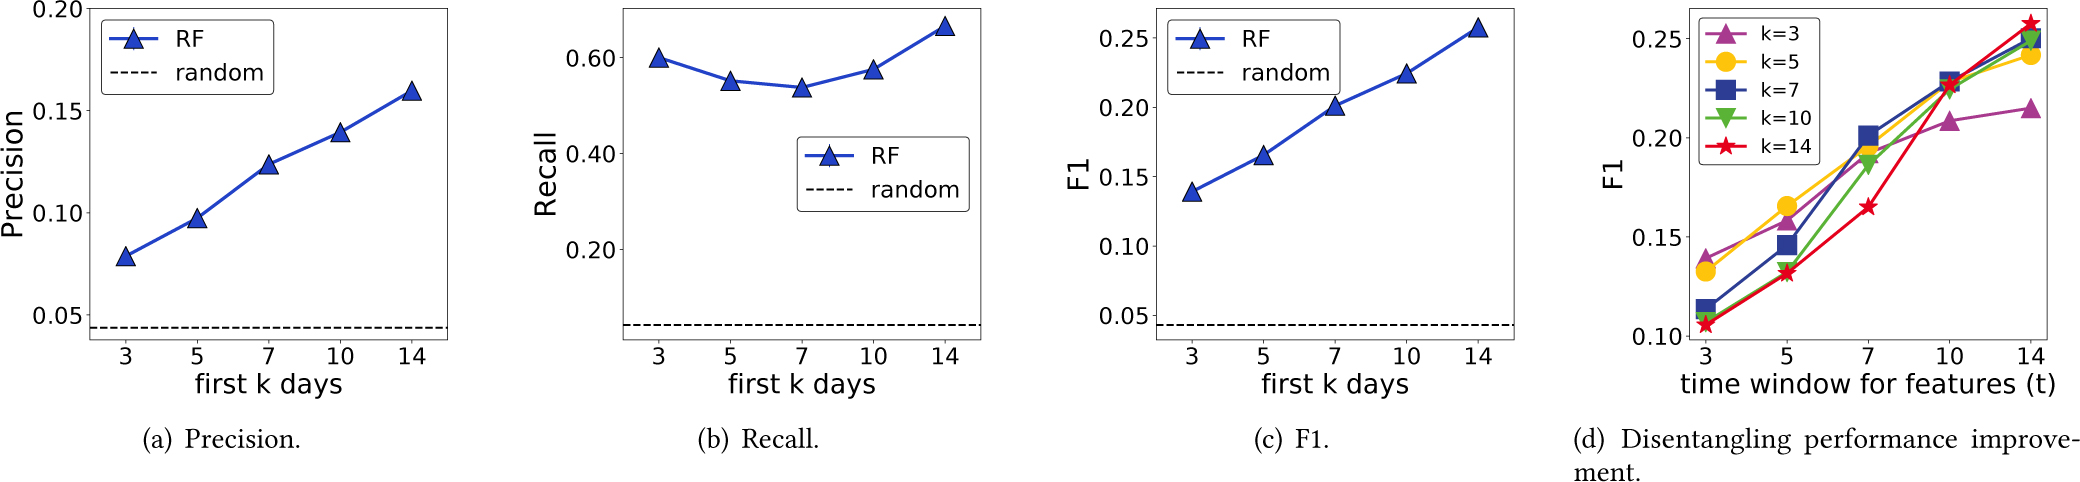 0.20
0.15
0.10
0.05
Precision
RF
random
3 5 7 10 14
first k days
(a) Precision.
0.60
0.40
0.20
Recall
RF
random
3 5 7 10 14
first k days
(b) Recall.
0.25
0.20
0.15
0.10
0.05
F1
RF
random
3 5 7 10 14
first k days
(c) F1.
0.25
0.20
0.15
0.10
F1
k=3
k=5
k=7
k=10
k=14
3 5 7 10 14
time window for features (t)
(d) Disentangling performance improve-
ment.